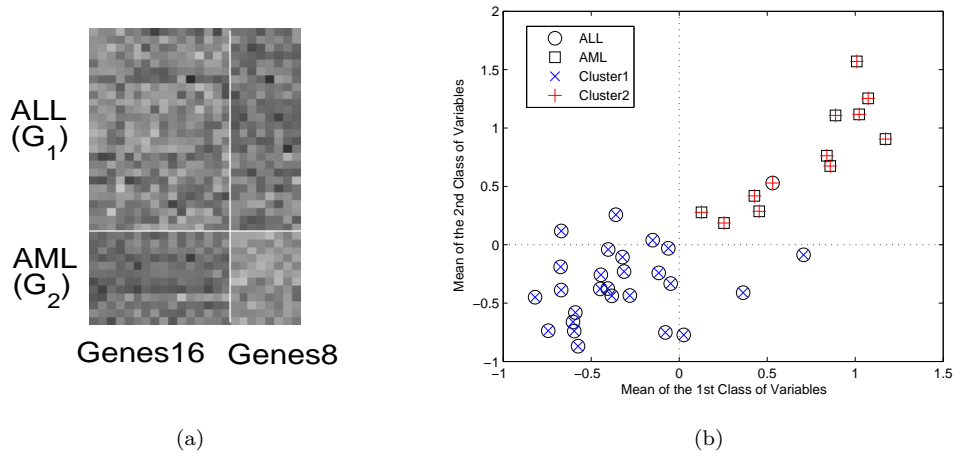 ALL
(G1)
AML
(G2)
Genes16 Genes8
(a)
2
1.5
1
0.5
0
−0.5
−1
−1 −0.5 0 0.5 1 1.5
Mean of the 2nd Class of Variables
Mean of the 1st Class of Variables
ALL
AML
Cluster1
Cluster2
(b)